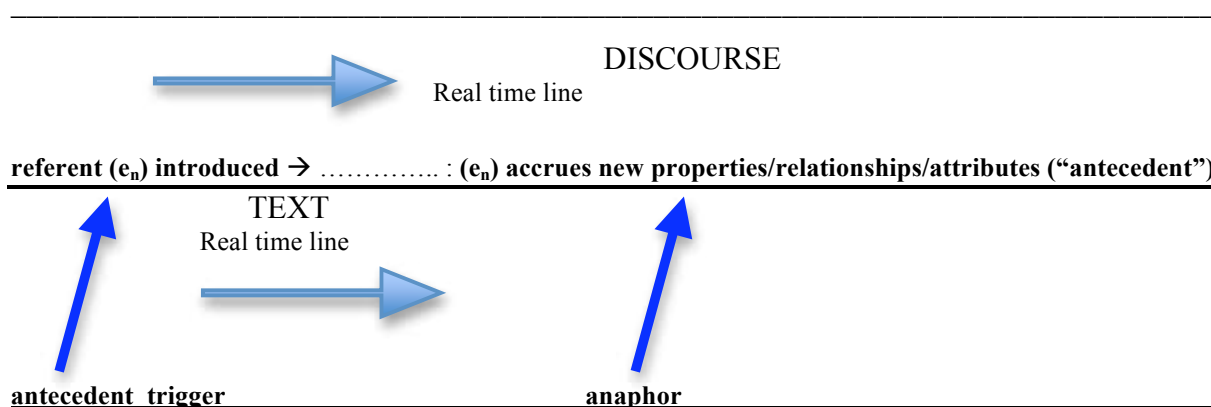 DISCOURSE
Real time line
referent (eₙ) introduced → ………….. : (eₙ) accrues new properties/relationships/attributes (“antecedent”)
TEXT
Real time line
antecedent trigger anaphor